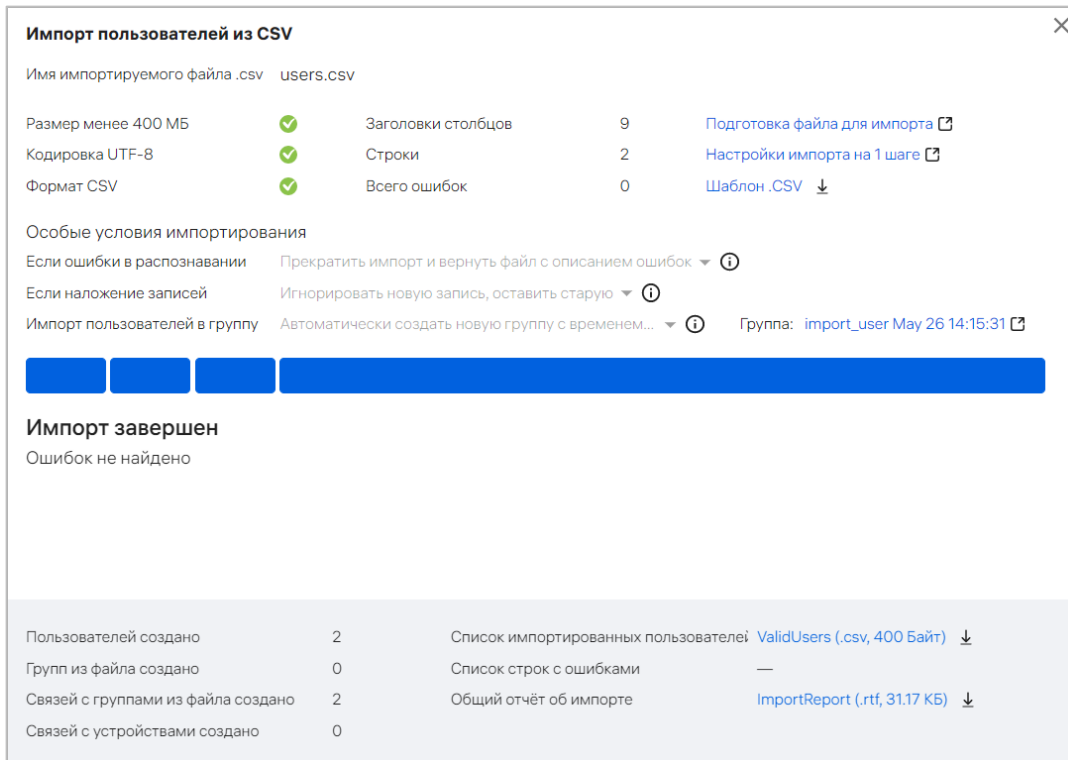 Импорт пользователей из CSV
Имя импортируемого файла .csv users.csv
Размер менее 400 МБ Заголовки столбцов 9 Подготовка файла для импорта
Кодировка UTF-8 Строки 2 Настройки импорта на 1 шаге
Формат CSV Всего ошибок 0 Шаблон .CSV
Особые условия импортирования
Если ошибки в распознавании Прекратить импорт и вернуть файл с описанием ошибок
Если наложение записей Игнорировать новую запись, оставить старую
Импорт пользователей в группу Автоматически создать новую группу с временем... Группа: import_user May 26 14:15:31
Импорт завершен
Ошибок не найдено
Пользователей создано 2 Список импортированных пользователей ValidUsers (.csv, 400 Байт)
Групп из файла создано 0 Список строк с ошибками —
Связей с группами из файла создано 2 Общий отчёт об импорте ImportReport (.rtf, 31.17 КБ)
Связей с устройствами создано 0